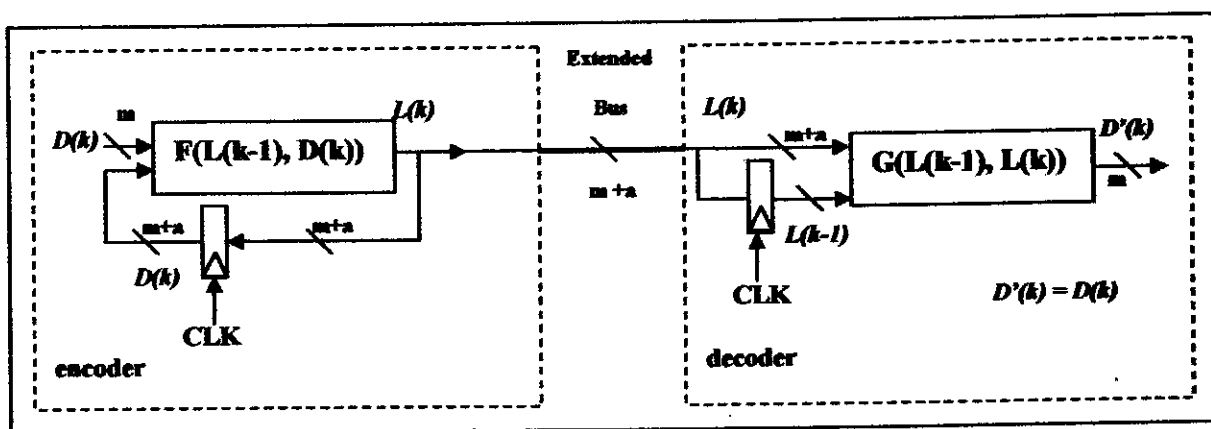 Extended
Bus
m+a
D(k)
m
F(L(k-1), D(k))
L(k)
m+a
m+a
D(k)
CLK
encoder
L(k)
m+a
G(L(k-1), L(k))
D'(k)
m
L(k-1)
CLK
D'(k) = D(k)
decoder